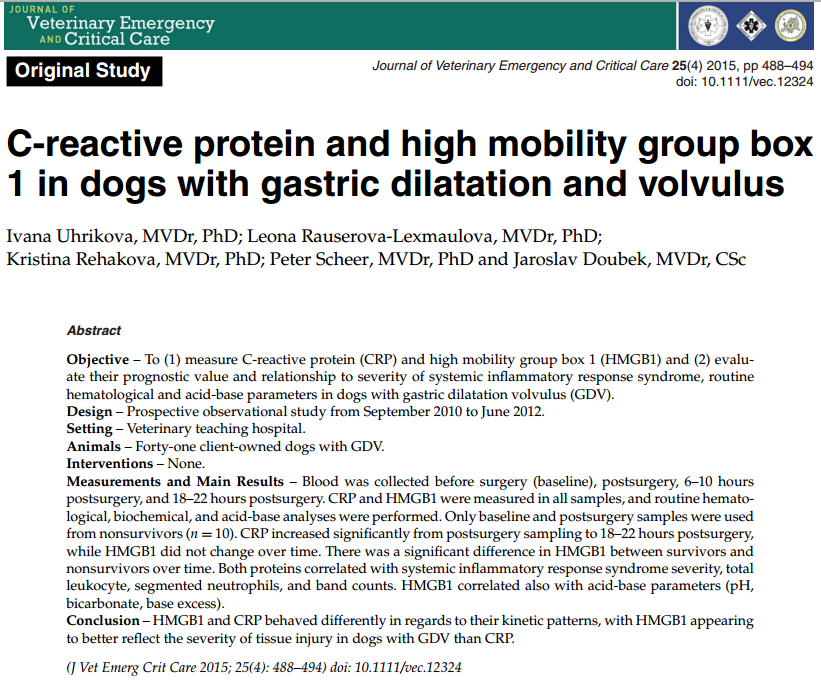 JOURNAL OF
Veterinary Emergency
AND Critical Care
Original Study
Journal of Veterinary Emergency and Critical Care 25(4) 2015, pp 488–494
doi: 10.1111/vec.12324
C-reactive protein and high mobility group box
1 in dogs with gastric dilatation and volvulus
Ivana Uhrikova, MVDr, PhD; Leona Rauserova-Lexmaulova, MVDr, PhD;
Kristina Rehakova, MVDr, PhD; Peter Scheer, MVDr, PhD and Jaroslav Doubek, MVDr, CSc
Abstract
Objective – To (1) measure C-reactive protein (CRP) and high mobility group box 1 (HMGB1) and (2) evalu-
ate their prognostic value and relationship to severity of systemic inflammatory response syndrome, routine
hematological and acid-base parameters in dogs with gastric dilatation volvulus (GDV).
Design – Prospective observational study from September 2010 to June 2012.
Setting – Veterinary teaching hospital.
Animals – Forty-one client-owned dogs with GDV.
Interventions – None.
Measurements and Main Results – Blood was collected before surgery (baseline), postsurgery, 6–10 hours
postsurgery, and 18–22 hours postsurgery. CRP and HMGB1 were measured in all samples, and routine hemato-
logical, biochemical, and acid-base analyses were performed. Only baseline and postsurgery samples were used
from nonsurvivors (n = 10). CRP increased significantly from postsurgery sampling to 18–22 hours postsurgery,
while HMGB1 did not change over time. There was a significant difference in HMGB1 between survivors and
nonsurvivors over time. Both proteins correlated with systemic inflammatory response syndrome severity, total
leukocyte, segmented neutrophils, and band counts. HMGB1 correlated also with acid-base parameters (pH,
bicarbonate, base excess).
Conclusion – HMGB1 and CRP behaved differently in regards to their kinetic patterns, with HMGB1 appearing
to better reflect the severity of tissue injury in dogs with GDV than CRP.
(J Vet Emerg Crit Care 2015; 25(4): 488–494) doi: 10.1111/vec.12324